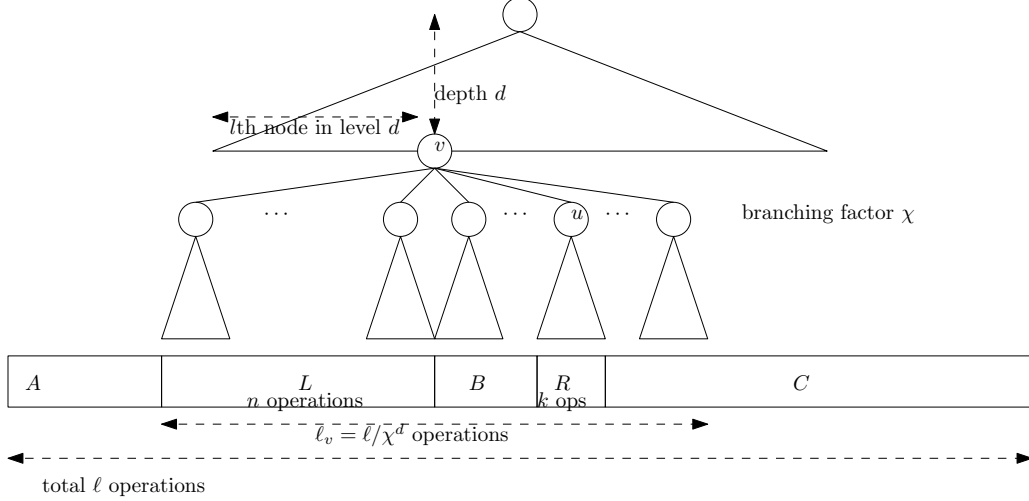 depth d
lth node in level d
v
...
...
u
...
branching factor χ
A
L
B
R
C
n operations
k ops
ℓ_v = ℓ/χ^d operations
total ℓ operations